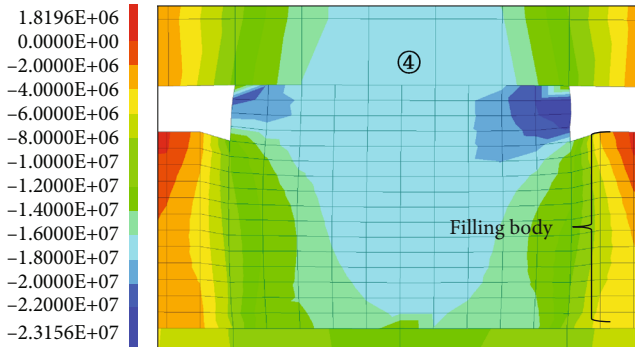 1.8196E+06
0.0000E+00
–2.0000E+06
–4.0000E+06
–6.0000E+06
–8.0000E+06
–1.0000E+07
–1.2000E+07
–1.4000E+07
–1.6000E+07
–1.8000E+07
–2.0000E+07
–2.2000E+07
–2.3156E+07
④
Filling body